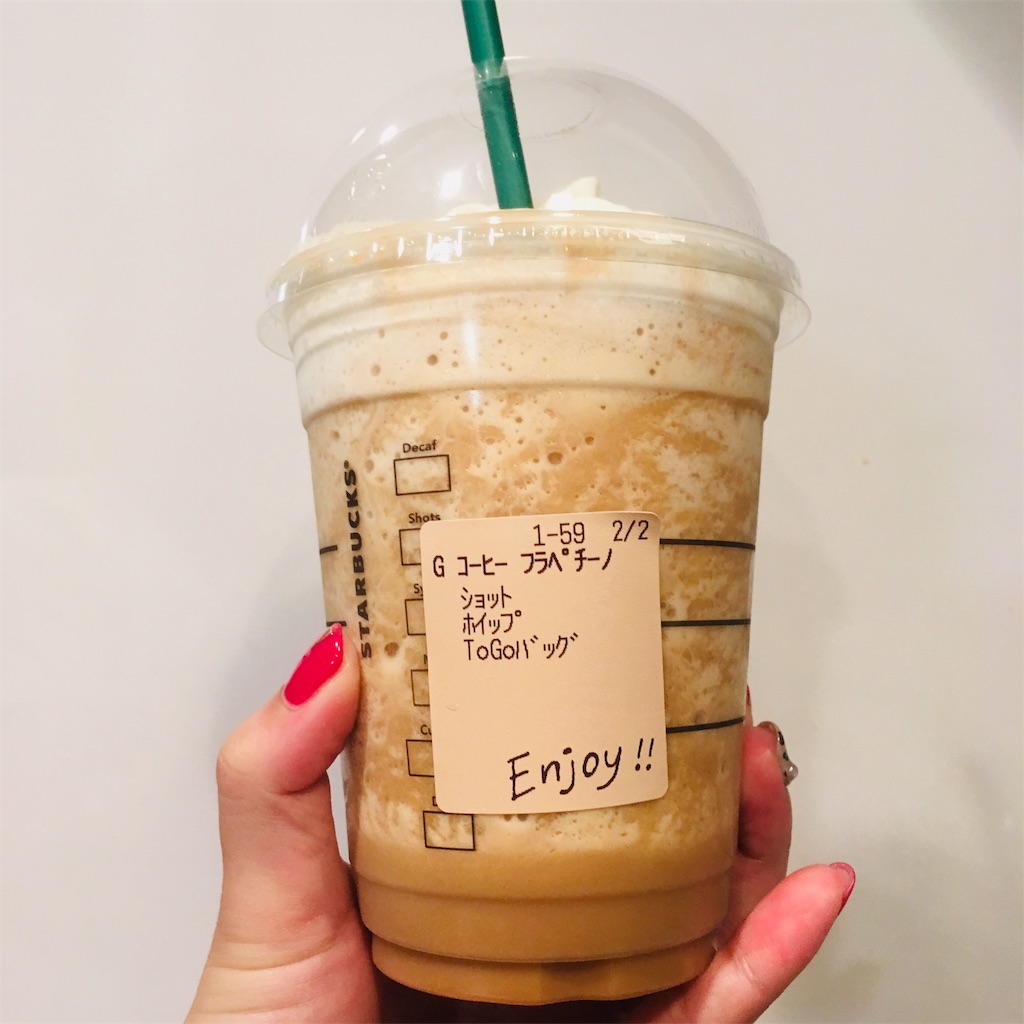 Decaf
Shots
STARBUCKS®
1-59 2/2
G コーヒー フラペチーノ
ショット
ホイップ
ToGoバッグ
Enjoy!!